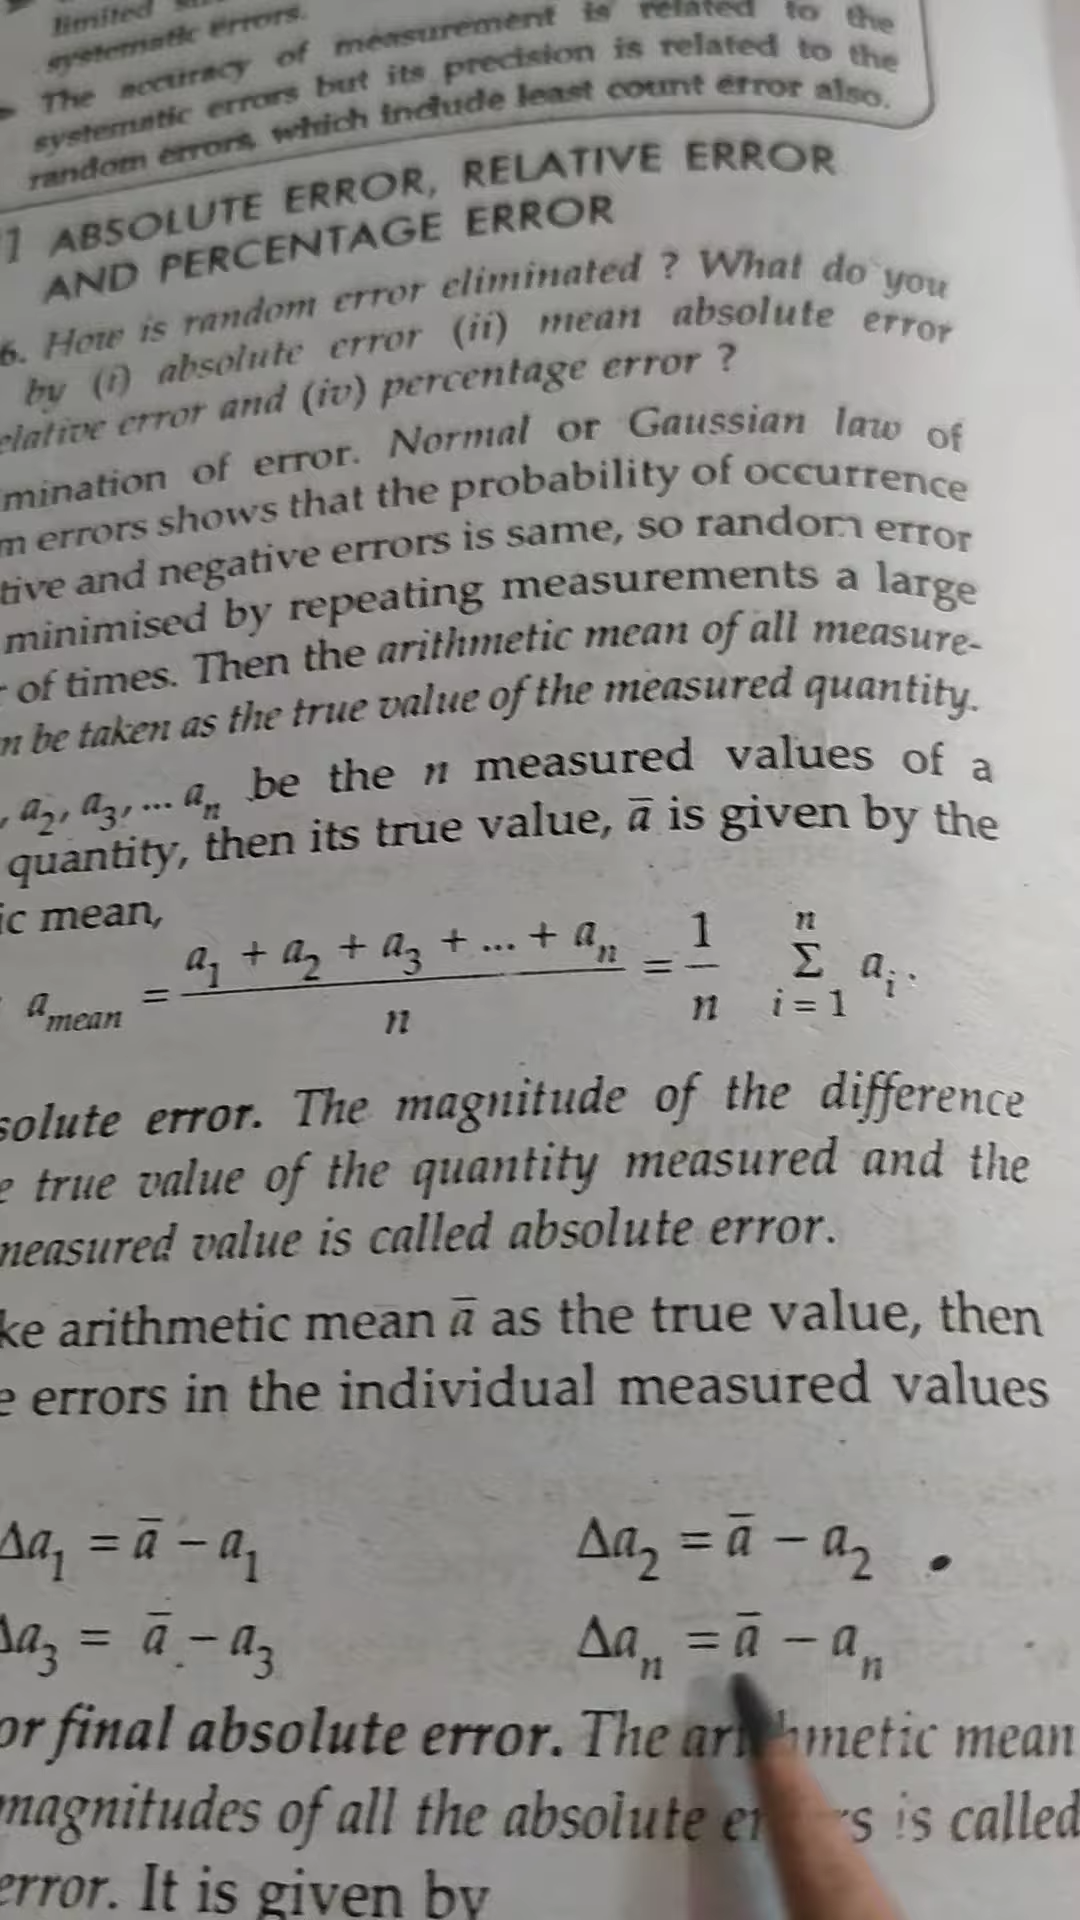 limited
systematic errors.
The accuracy of measurement is related to the
systematic errors but its precision is related to the
random errors, which include least count error also.
1 ABSOLUTE ERROR, RELATIVE ERROR
AND PERCENTAGE ERROR
6. How is random error eliminated ? What do you
by (i) absolute error (ii) mean absolute error
elative error and (iv) percentage error ?
mination of error. Normal or Gaussian law of
m errors shows that the probability of occurrence
tive and negative errors is same, so random error
minimised by repeating measurements a large
of times. Then the arithmetic mean of all measure-
n be taken as the true value of the measured quantity.
, a₂, a₃, ... aₙ be the n measured values of a
quantity, then its true value, ā is given by the
ic mean,
a_mean = (a₁ + a₂ + a₃ + ... + aₙ)/n = 1/n Σ_{i = 1}^{n} aᵢ.
solute error. The magnitude of the difference
e true value of the quantity measured and the
measured value is called absolute error.
ke arithmetic mean ā as the true value, then
e errors in the individual measured values
Δa₁ = ā – a₁ Δa₂ = ā – a₂
Δa₃ = ā – a₃ Δaₙ = ā – aₙ
or final absolute error. The arithmetic mean
magnitudes of all the absolute errors is called
error. It is given by